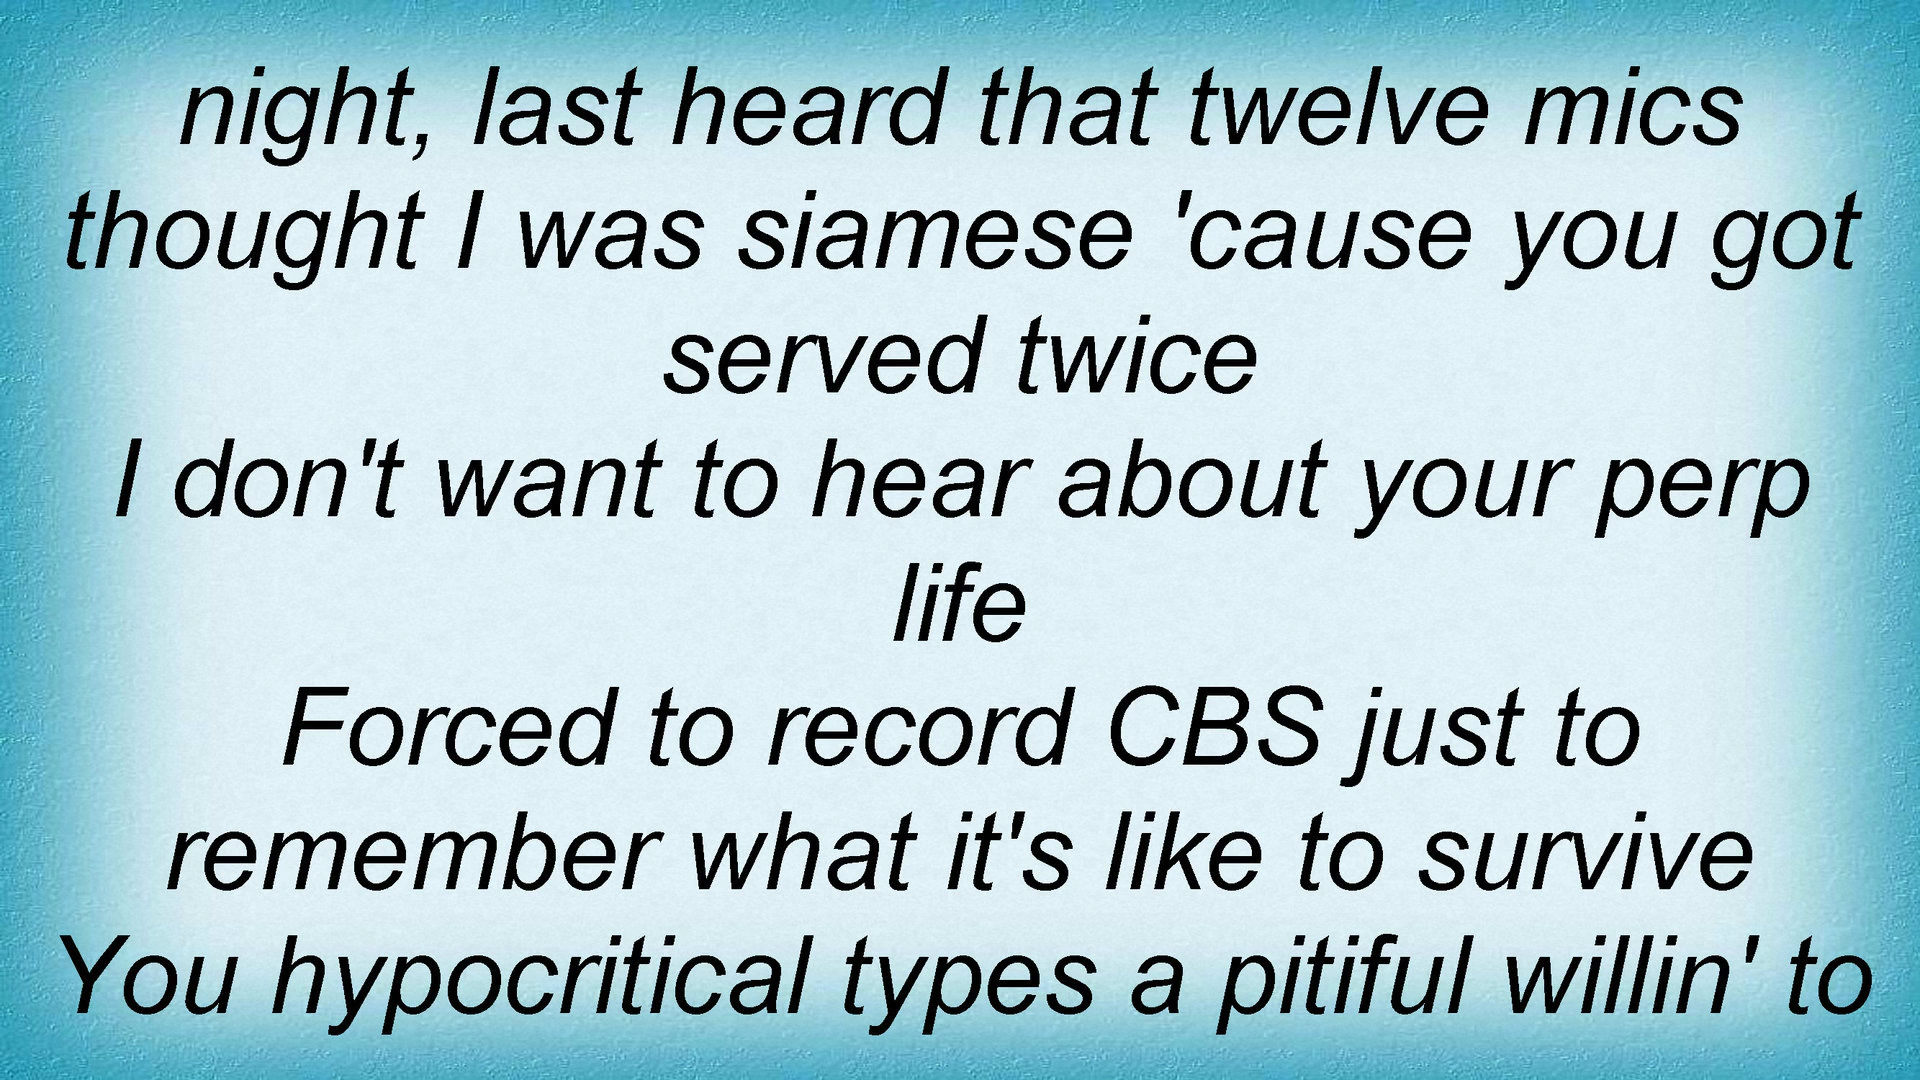 night, last heard that twelve mics
thought I was siamese 'cause you got
served twice
I don't want to hear about your perp
life
Forced to record CBS just to
remember what it's like to survive
You hypocritical types a pitiful willin' to